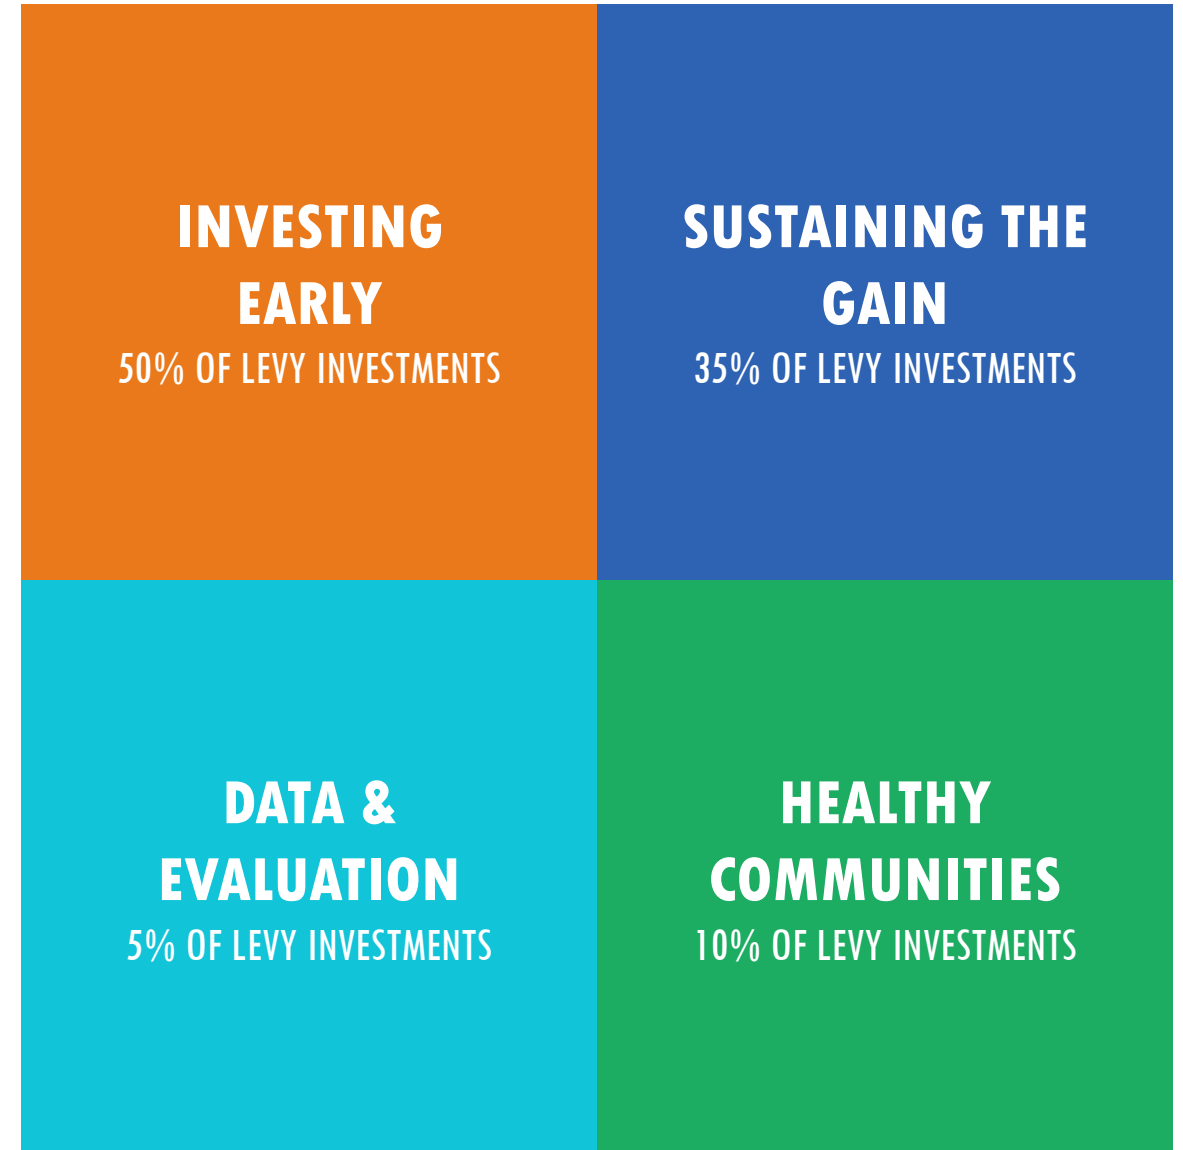 INVESTING
EARLY
50% OF LEVY INVESTMENTS
SUSTAINING THE
GAIN
35% OF LEVY INVESTMENTS
DATA &
EVALUATION
5% OF LEVY INVESTMENTS
HEALTHY
COMMUNITIES
10% OF LEVY INVESTMENTS